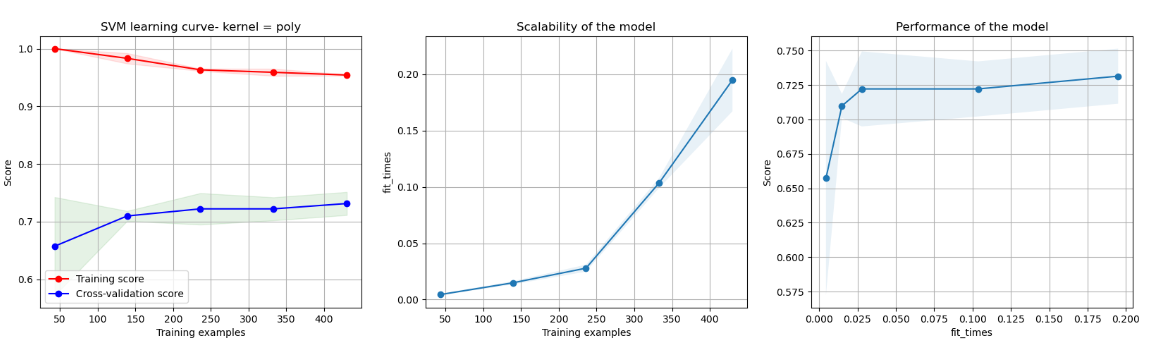 SVM learning curve- kernel = poly
Score
1.0
0.9
0.8
0.7
0.6
Training score
Cross-validation score
50 100 150 200 250 300 350 400
Training examples
Scalability of the model
fit_times
0.20
0.15
0.10
0.05
0.00
50 100 150 200 250 300 350 400
Training examples
Performance of the model
Score
0.750
0.725
0.700
0.675
0.650
0.625
0.600
0.575
0.000 0.025 0.050 0.075 0.100 0.125 0.150 0.175 0.200
fit_times